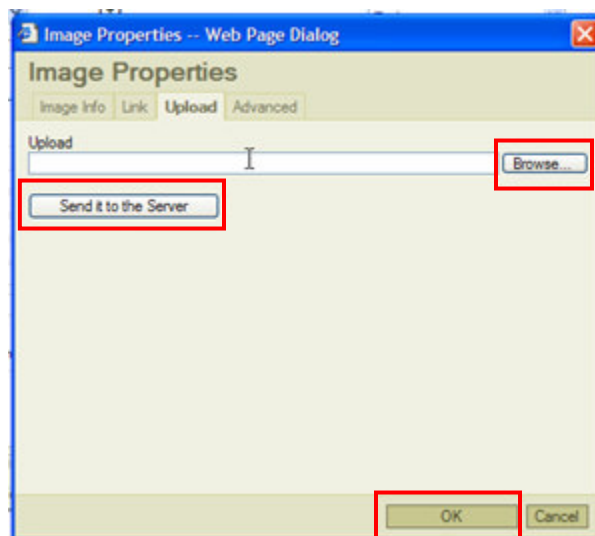 Image Properties -- Web Page Dialog
Image Properties
Image Info Link Upload Advanced
Upload
Browse...
Send it to the Server
OK Cancel